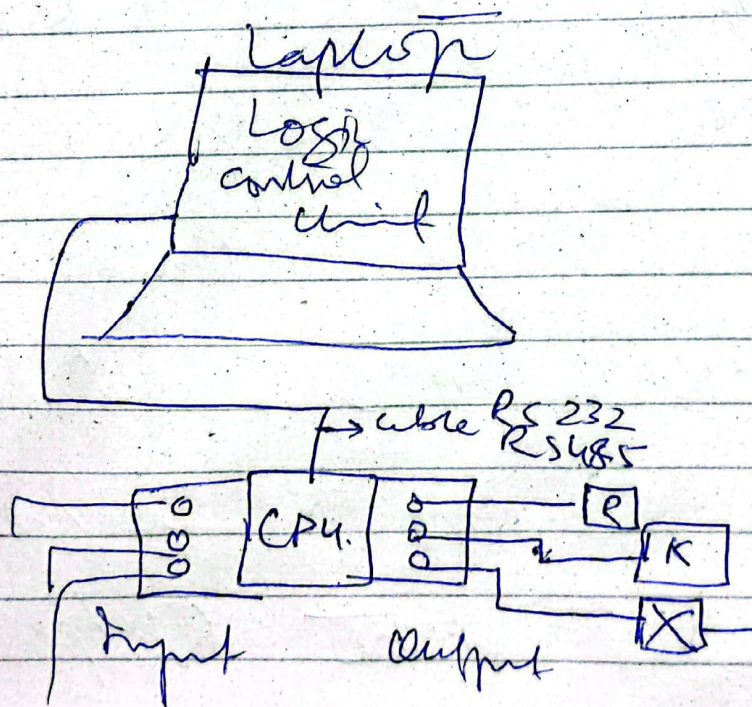 Laptop
Logic
control
Unit
cable RS 232
RS485
CPU.
R
K
X
Input
Output